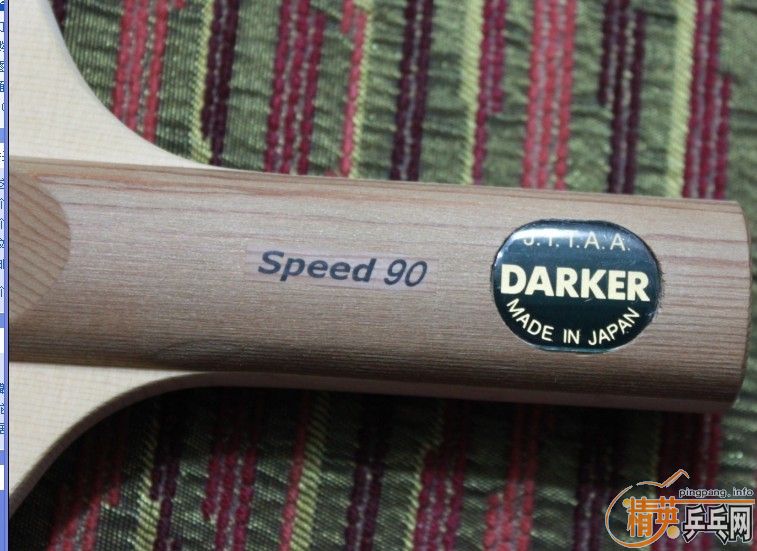 Speed 90
J.T.T.A.A.
DARKER
MADE IN JAPAN
pingpang.info
精英乒乓网